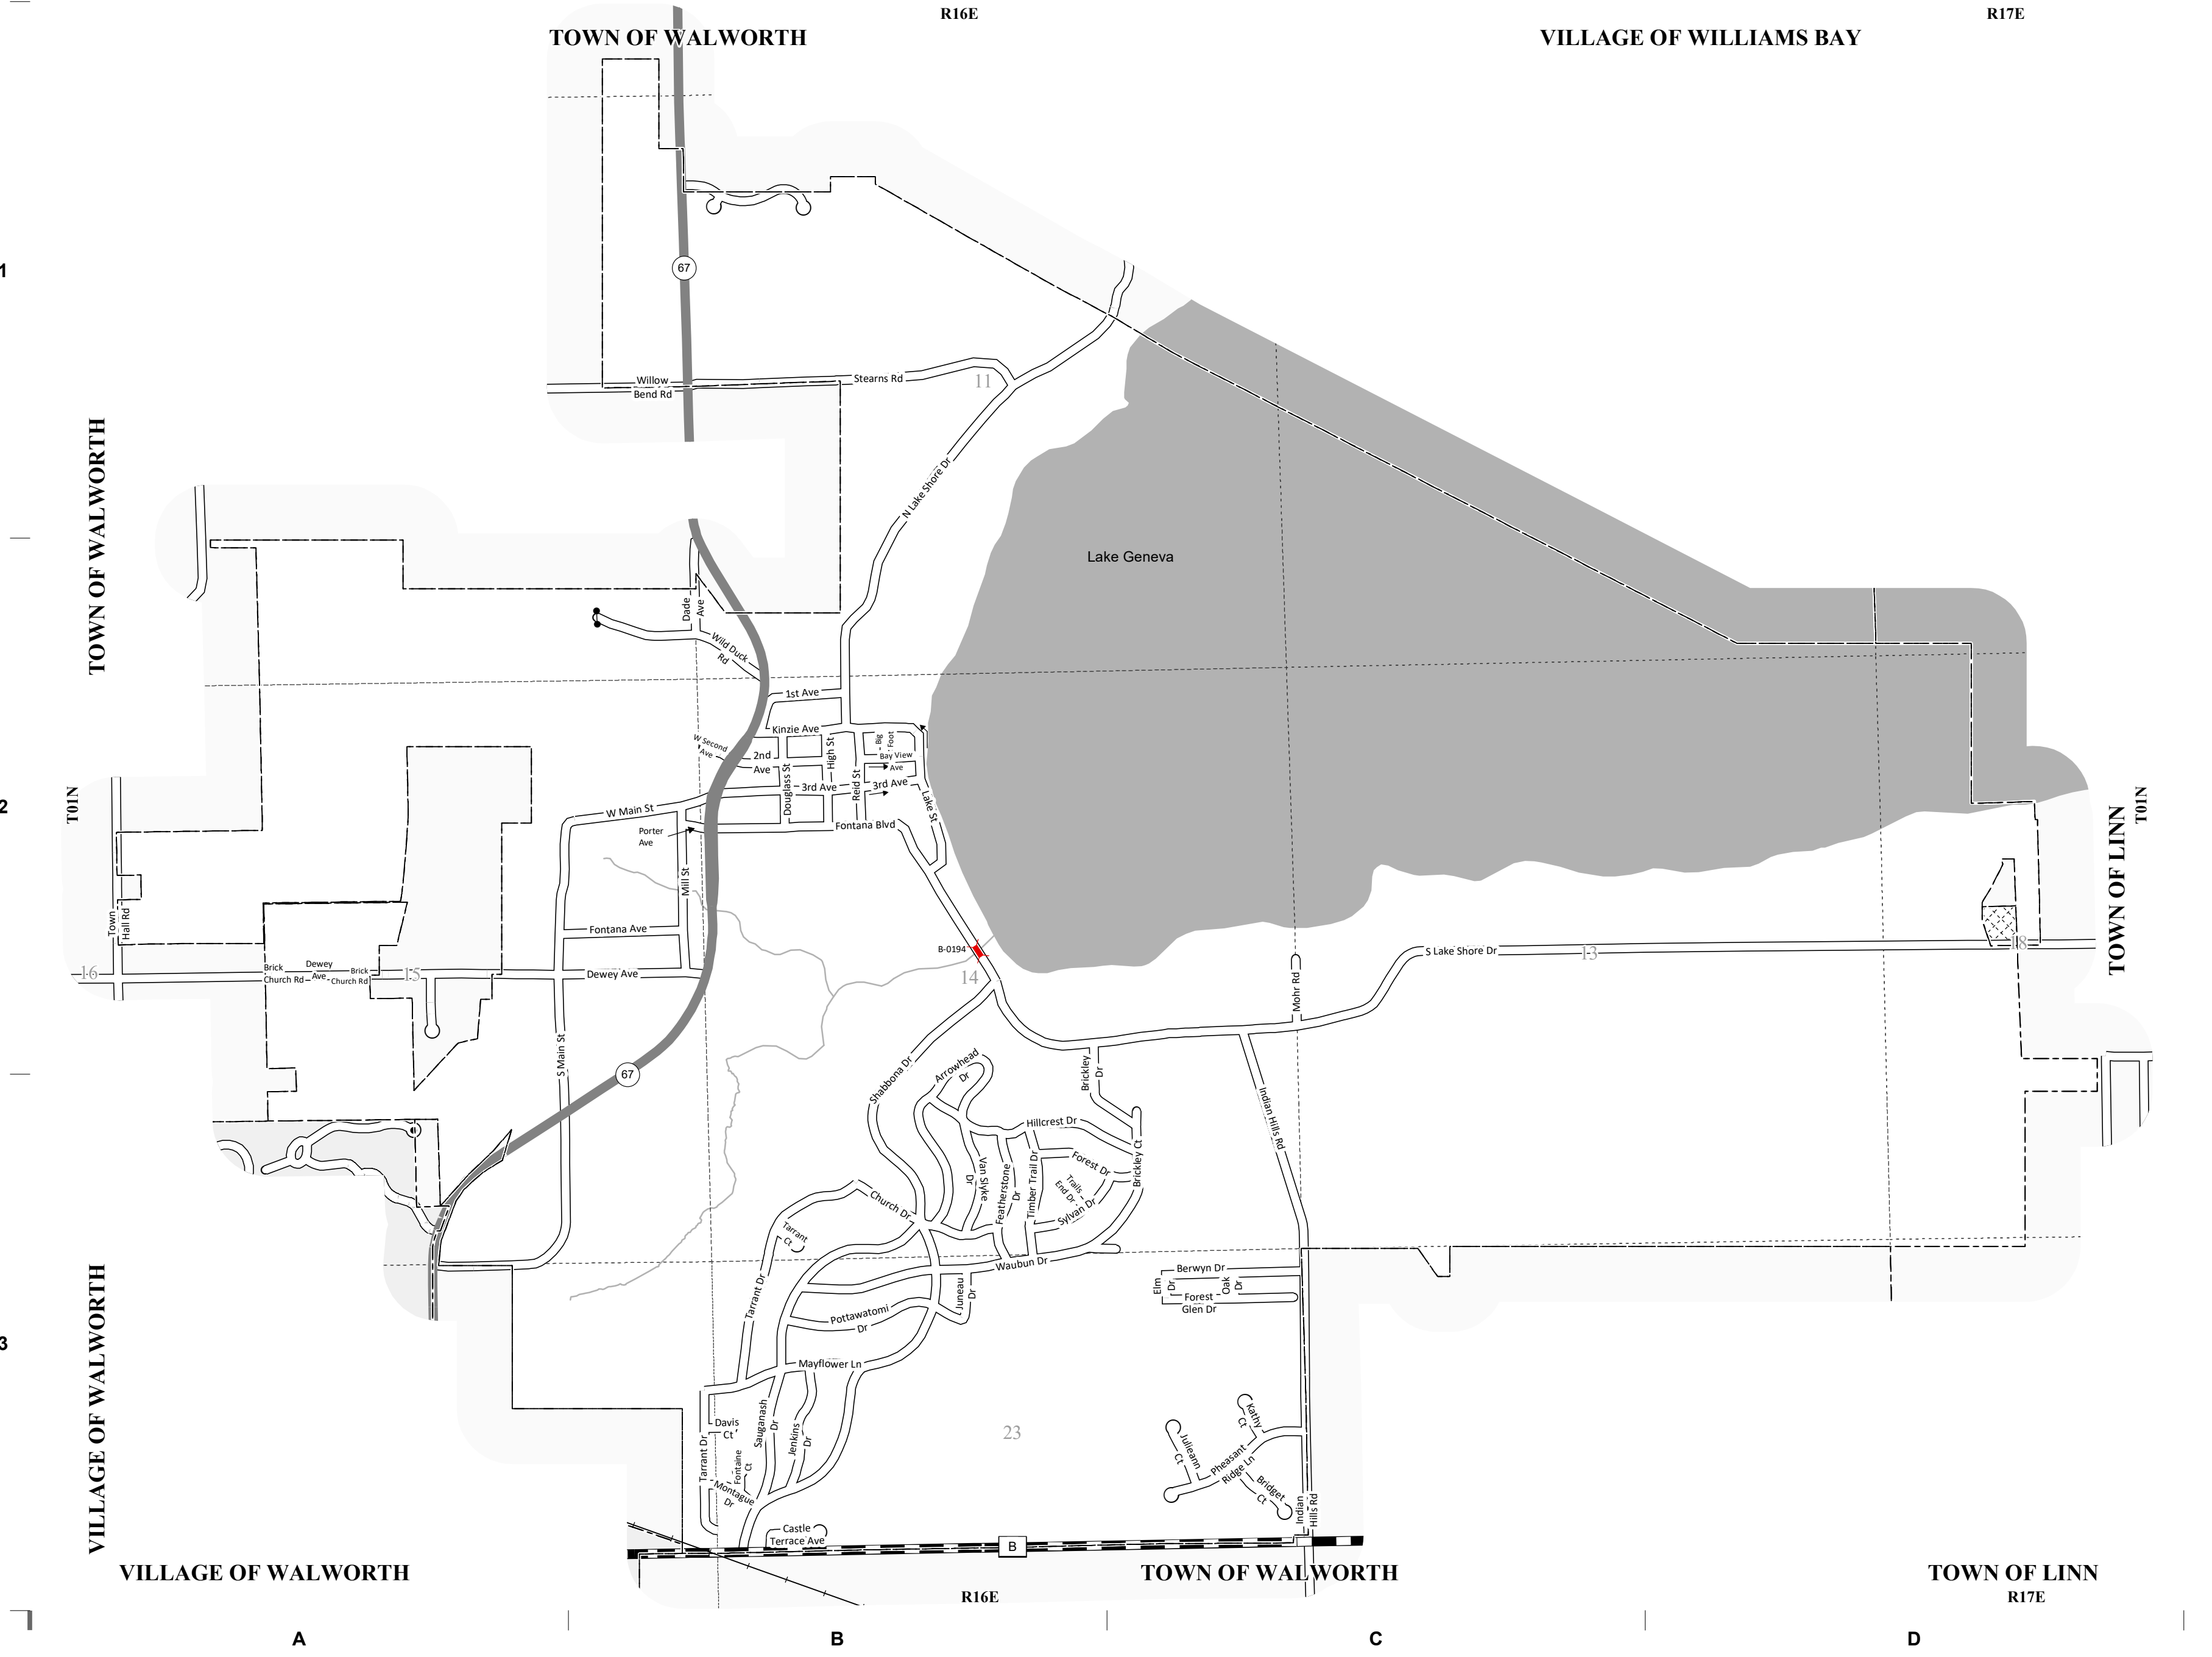 R16E
R17E
TOWN OF WALWORTH
VILLAGE OF WILLIAMS BAY
1
67
Willow
Bend Rd
Stearns Rd
11
TOWN OF WALWORTH
N Lake Shore Dr
Lake Geneva
Dade
Ave
Wild Duck
Rd
1st Ave
Kinzie Ave
W Second
Ave
2nd
Ave
High St
Big
Foot
Bay View
Ave
Douglass St
Reid St
3rd Ave
3rd Ave
Lake St
2
T01N
T01N
W Main St
Porter
Ave
Fontana Blvd
Mill St
TOWN OF LINN
Town
Hall Rd
Fontana Ave
B-0194
S Lake Shore Dr
13
18
16
Brick
Church Rd
Dewey
Ave
Brick
Church Rd
15
Dewey Ave
14
Mohr Rd
S Main St
67
Shabbona Dr
Arrowhead
Dr
Brickley
Dr
Indian Hills Rd
Hillcrest Dr
Van Slyke
Dr
Featherstone
Dr
Timber Trail Dr
Forest Dr
Trails
End Dr
Brickley Ct
Sylvan Dr
Church Dr
Tarrant
Ct
Waubun Dr
Berwyn Dr
Elm
Dr
Oak
Dr
Forest
Glen Dr
Tarrant Dr
Juneau
Dr
Pottawatomi
Dr
3
VILLAGE OF WALWORTH
Mayflower Ln
Davis
Ct
Sauganash
Dr
Jenkins
Dr
Tarrant Dr
Fontaine
Ct
Montague
Dr
23
Kathy
Ct
Julieann
Ct
Pheasant
Ridge Ln
Bridget
Ct
Indian
Hills Rd
Castle
Terrace Ave
B
VILLAGE OF WALWORTH
TOWN OF WALWORTH
TOWN OF LINN
R16E
R17E
A
B
C
D